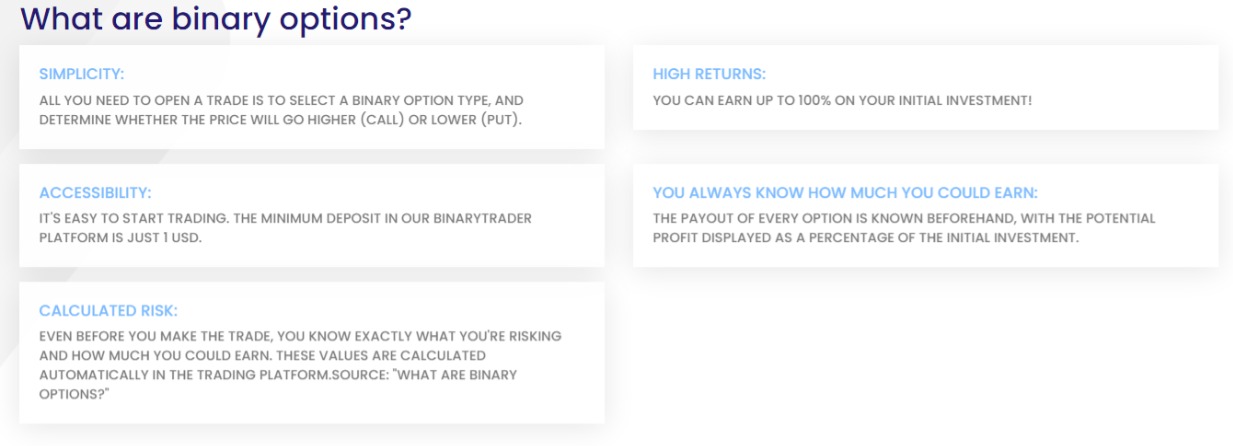 What are binary options?
SIMPLICITY:
ALL YOU NEED TO OPEN A TRADE IS TO SELECT A BINARY OPTION TYPE, AND
DETERMINE WHETHER THE PRICE WILL GO HIGHER (CALL) OR LOWER (PUT).
HIGH RETURNS:
YOU CAN EARN UP TO 100% ON YOUR INITIAL INVESTMENT!
ACCESSIBILITY:
IT'S EASY TO START TRADING. THE MINIMUM DEPOSIT IN OUR BINARYTRADER
PLATFORM IS JUST 1 USD.
YOU ALWAYS KNOW HOW MUCH YOU COULD EARN:
THE PAYOUT OF EVERY OPTION IS KNOWN BEFOREHAND, WITH THE POTENTIAL
PROFIT DISPLAYED AS A PERCENTAGE OF THE INITIAL INVESTMENT.
CALCULATED RISK:
EVEN BEFORE YOU MAKE THE TRADE, YOU KNOW EXACTLY WHAT YOU'RE RISKING
AND HOW MUCH YOU COULD EARN. THESE VALUES ARE CALCULATED
AUTOMATICALLY IN THE TRADING PLATFORM.SOURCE: "WHAT ARE BINARY
OPTIONS?"